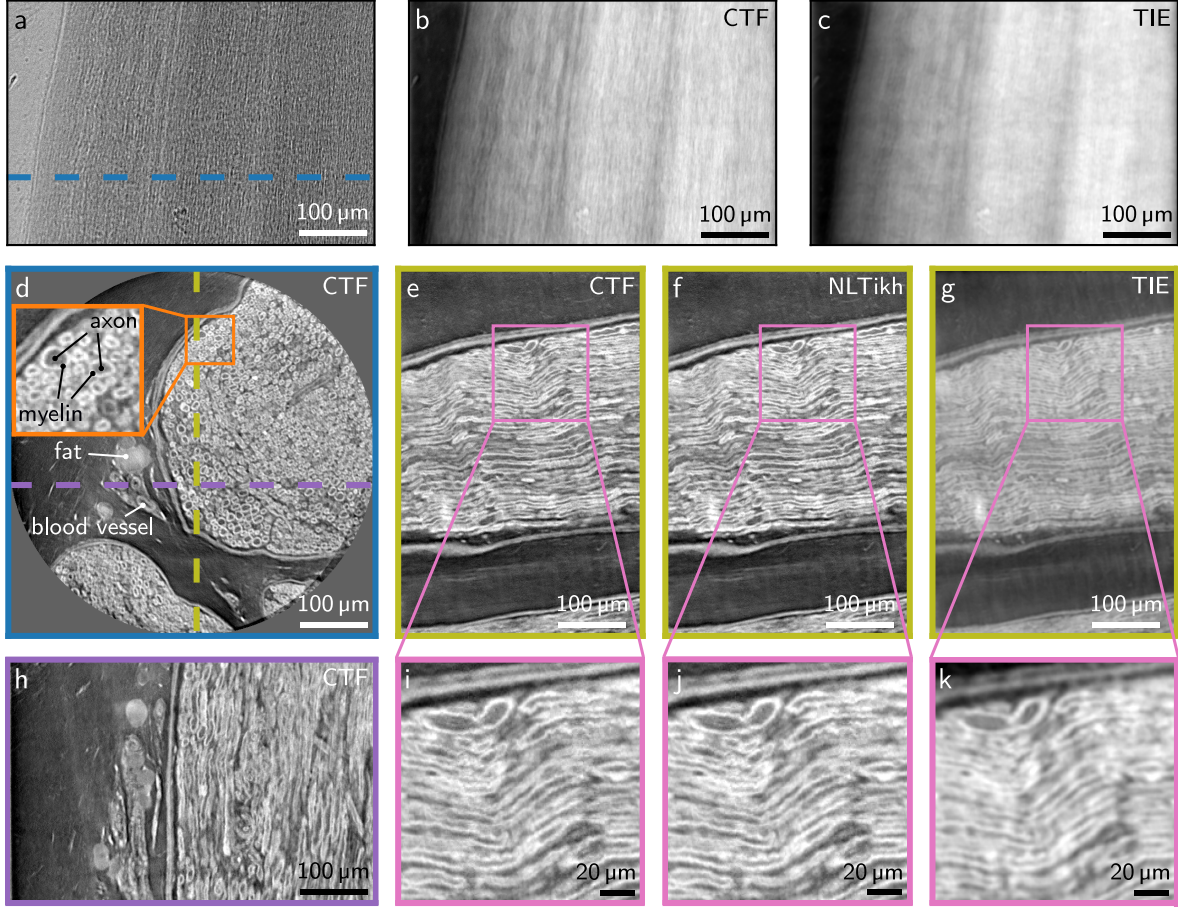 a
100 µm
b
CTF
100 µm
c
TIE
100 µm
d
CTF
axon
myelin
fat
blood vessel
100 µm
e
CTF
100 µm
f
NLTikh
100 µm
g
TIE
100 µm
h
CTF
100 µm
i
20 µm
j
20 µm
k
20 µm